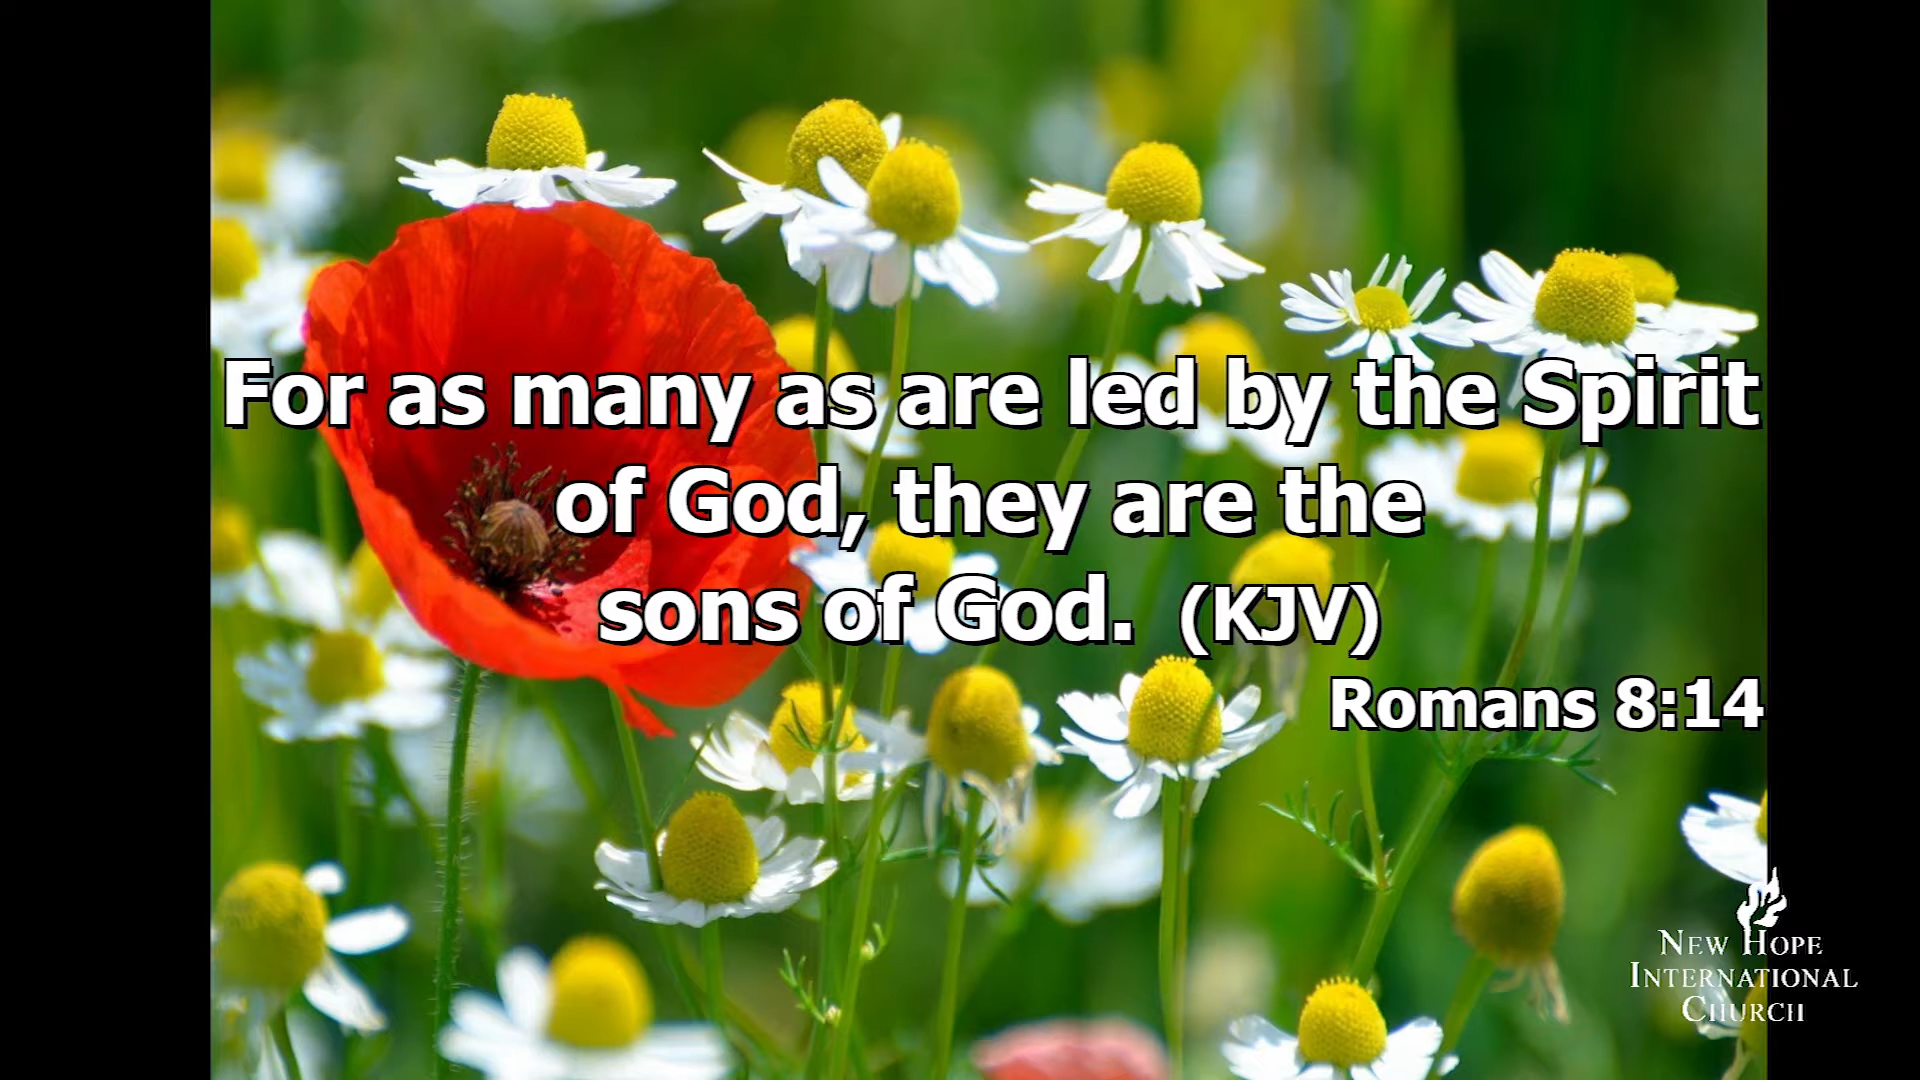 For as many as are led by the Spirit
of God, they are the
sons of God. (KJV)
Romans 8:14
New Hope
International
Church